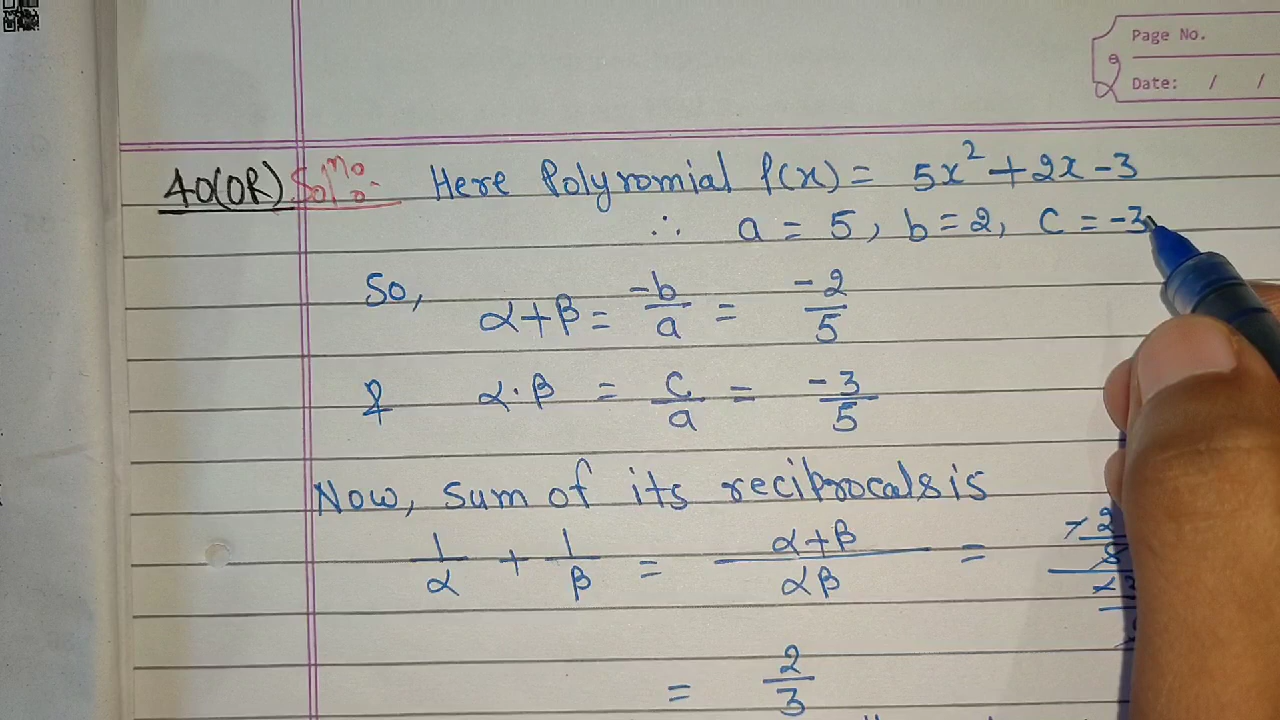 Page No.
Date: / /
40(OR) Solno:- Here Polynomial P(x) = 5x² + 2x - 3
∴ a = 5, b = 2, c = -3
So, α + β = -b/a = -2/5
& α · β = c/a = -3/5
Now, sum of its reciprocals is
1/α + 1/β = α+β/αβ =
= 2/3